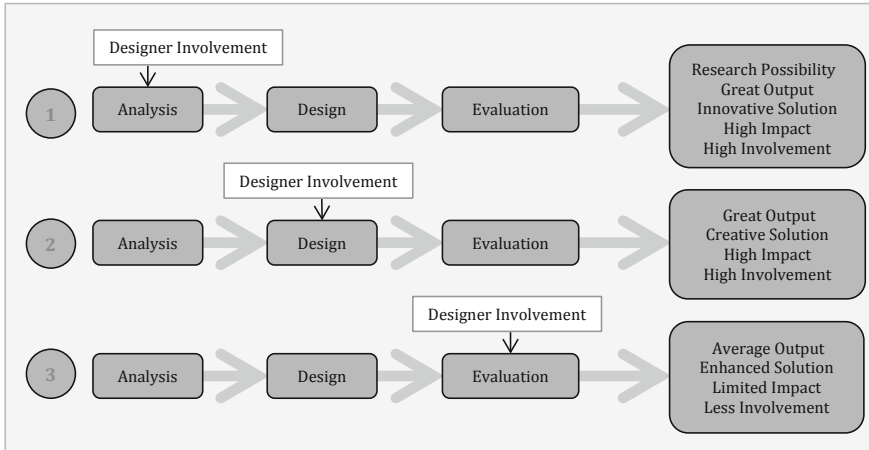 Designer Involvement
1
Analysis
Design
Evaluation
Research Possibility
Great Output
Innovative Solution
High Impact
High Involvement
Designer Involvement
2
Analysis
Design
Evaluation
Great Output
Creative Solution
High Impact
High Involvement
Designer Involvement
3
Analysis
Design
Evaluation
Average Output
Enhanced Solution
Limited Impact
Less Involvement